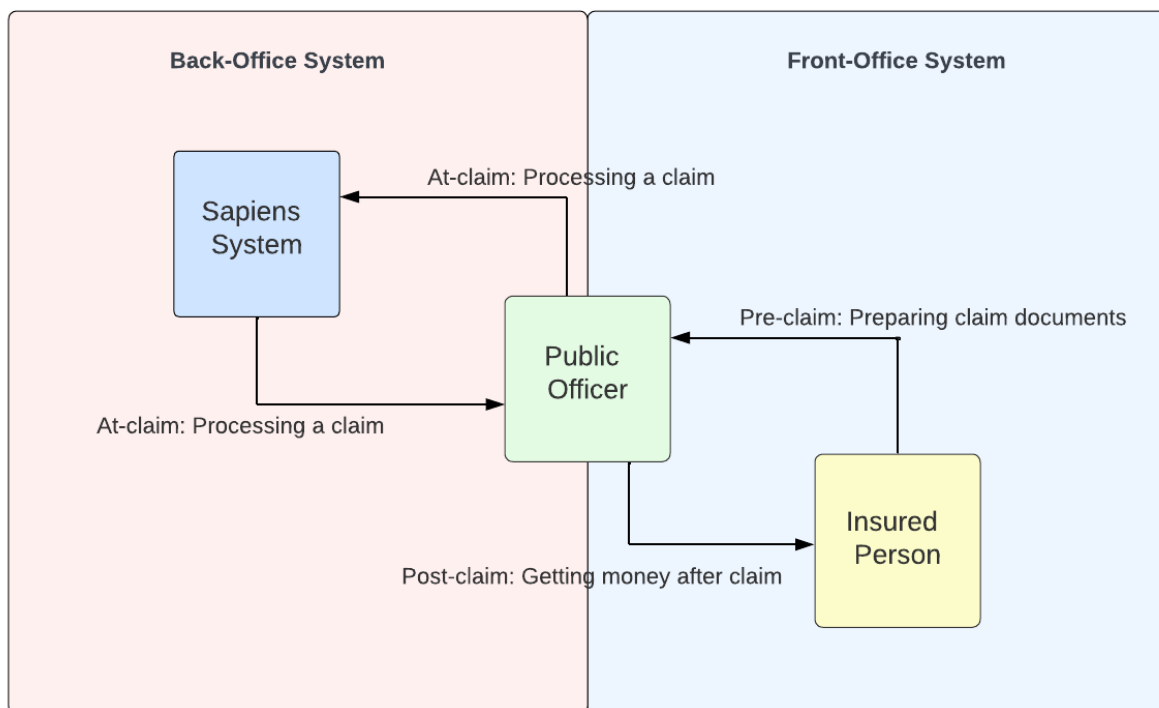 Back-Office System
Front-Office System
At-claim: Processing a claim
Sapiens
System
Pre-claim: Preparing claim documents
Public
Officer
At-claim: Processing a claim
Insured
Person
Post-claim: Getting money after claim